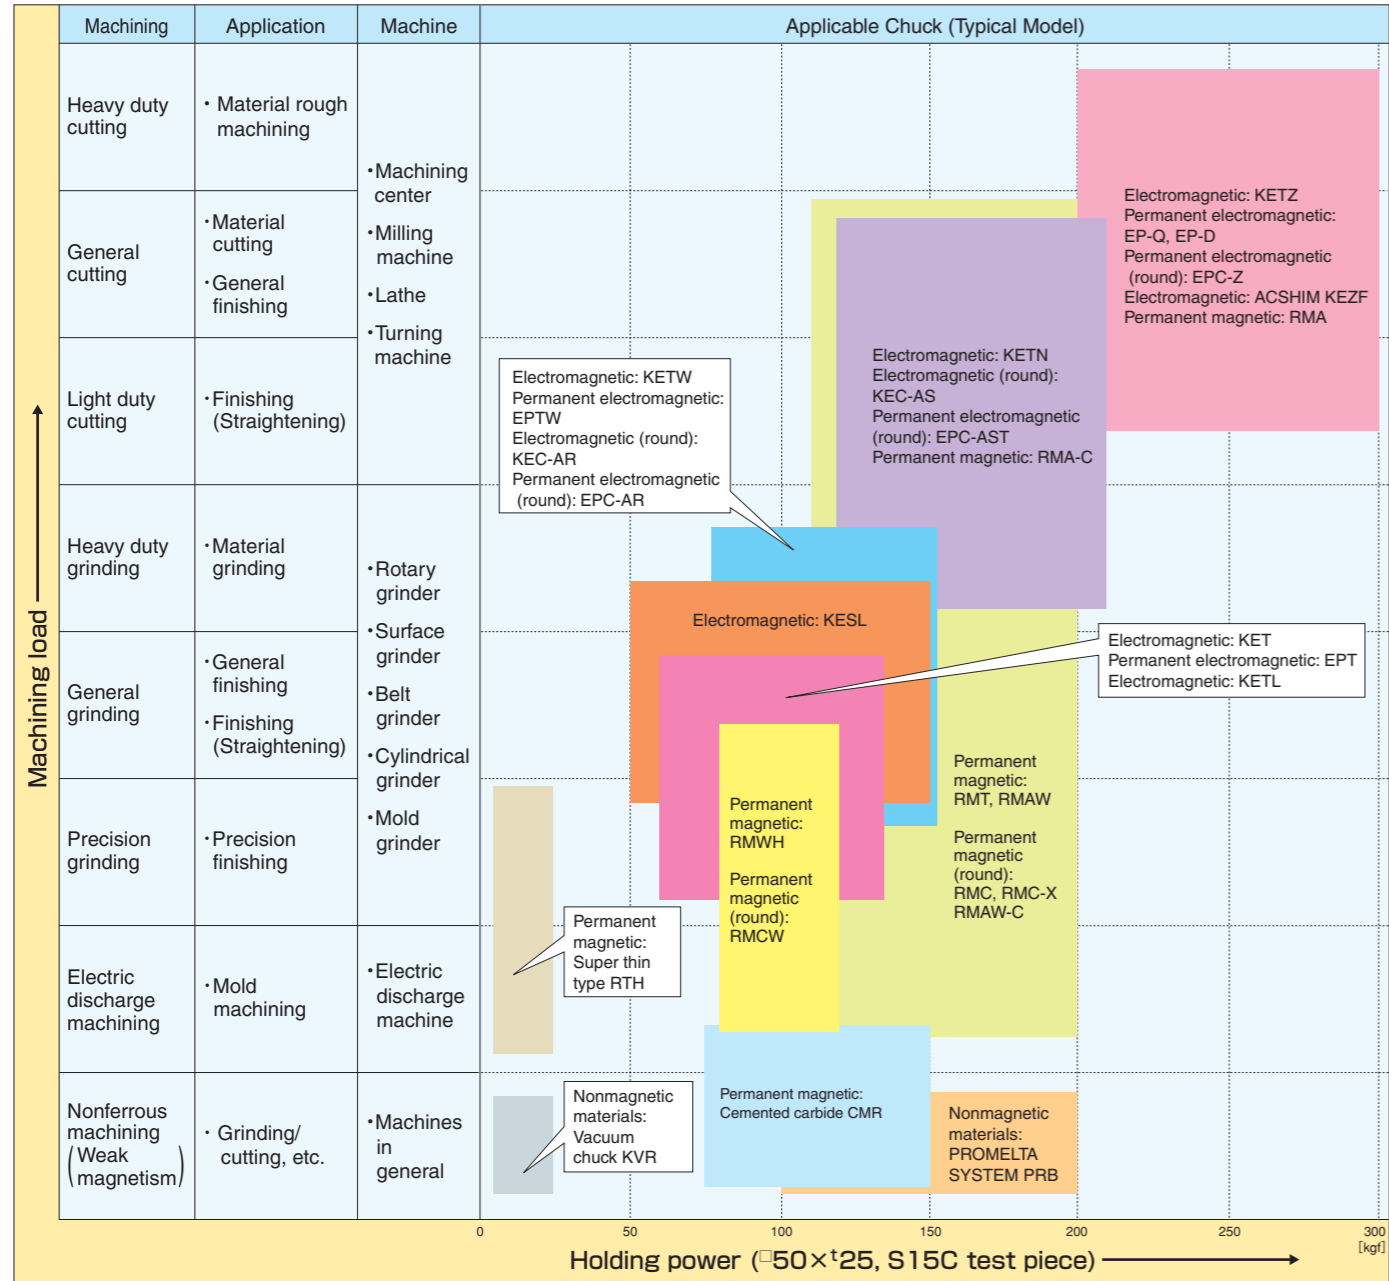 Machining
Application
Machine
Applicable Chuck (Typical Model)
Heavy duty
cutting
・Material rough
machining
・Machining
center
・Milling
machine
・Lathe
・Turning
machine
General
cutting
・Material
cutting
・General
finishing
Light duty
cutting
・Finishing
(Straightening)
Heavy duty
grinding
・Material
grinding
・Rotary
grinder
・Surface
grinder
・Belt
grinder
・Cylindrical
grinder
・Mold
grinder
General
grinding
・General
finishing
・Finishing
(Straightening)
Precision
grinding
・Precision
finishing
Electric
discharge
machining
・Mold
machining
・Electric
discharge
machine
Nonferrous
machining
(Weak
magnetism)
・Grinding/
cutting, etc.
・Machines
in
general
Electromagnetic: KETZ
Permanent electromagnetic:
EP-Q, EP-D
Permanent electromagnetic
(round): EPC-Z
Electromagnetic: ACSHIM KEZF
Permanent magnetic: RMA
Electromagnetic: KETN
Electromagnetic (round):
KEC-AS
Permanent electromagnetic
(round): EPC-AST
Permanent magnetic: RMA-C
Electromagnetic: KETW
Permanent electromagnetic:
EPTW
Electromagnetic (round):
KEC-AR
Permanent electromagnetic
(round): EPC-AR
Electromagnetic: KESL
Electromagnetic: KET
Permanent electromagnetic: EPT
Electromagnetic: KETL
Permanent
magnetic:
RMT, RMAW
Permanent
magnetic
(round):
RMC, RMC-X
RMAW-C
Permanent
magnetic:
RMWH
Permanent
magnetic
(round):
RMCW
Permanent
magnetic:
Super thin
type RTH
Nonmagnetic
materials:
Vacuum
chuck KVR
Permanent magnetic:
Cemented carbide CMR
Nonmagnetic
materials:
PROMELTA
SYSTEM PRB
Machining load
0
50
100
150
200
250
300
[kgf]
Holding power (□50×t25, S15C test piece)